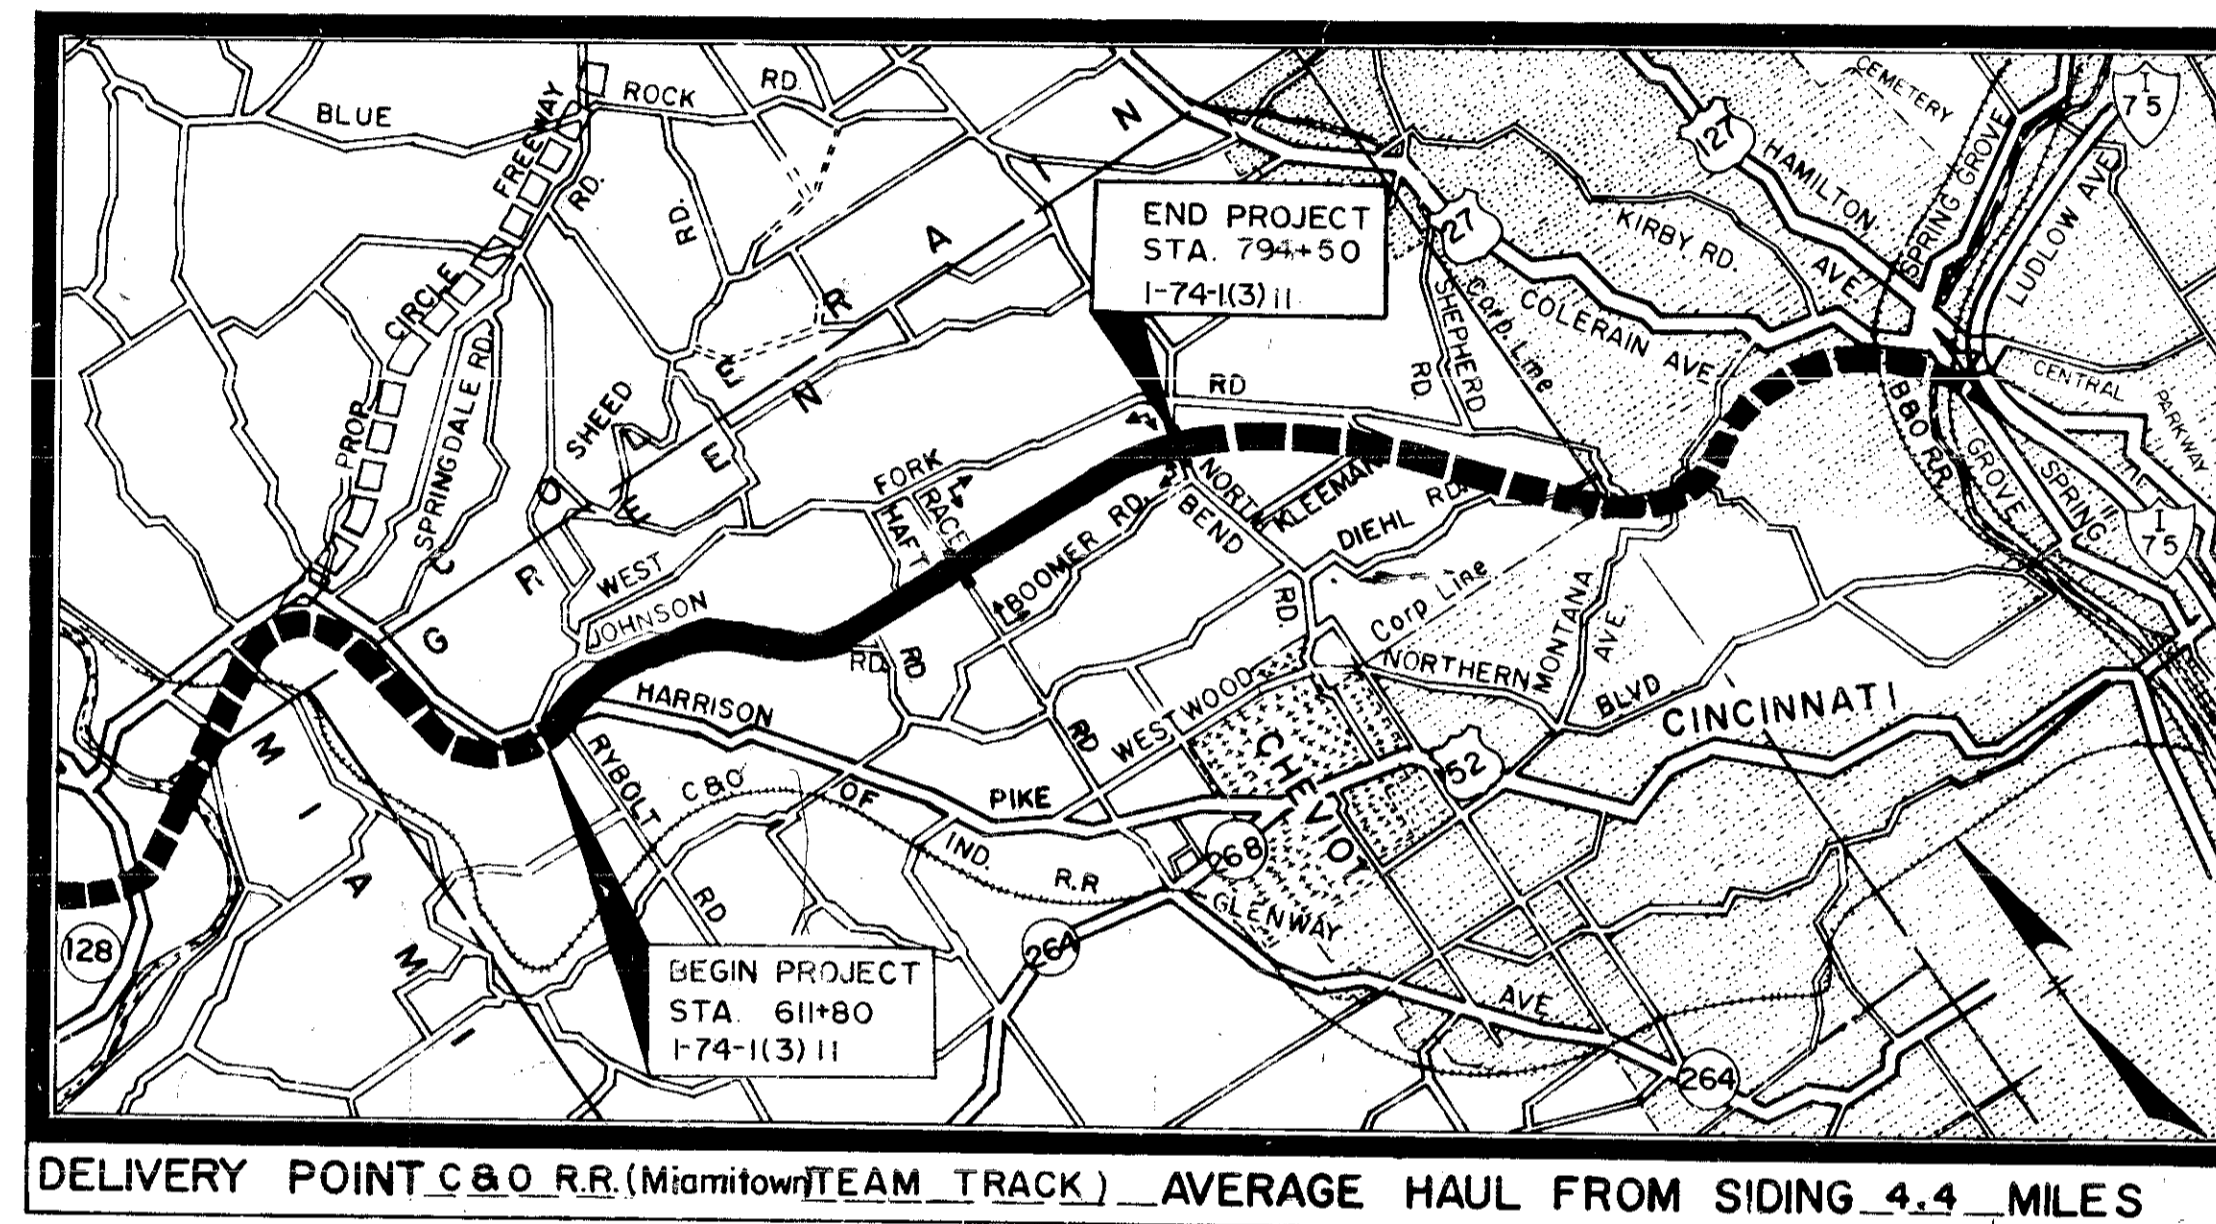 BLUE
ROCK
RD.
CEMETERY
I
75
FREEWAY
RD.
RD.
N
I
A
R
E
27
HAMILTON
AVE.
SPRING GROVE
LUDLOW AVE
KIRBY RD.
27
COLERAIN AVE
END PROJECT
STA. 794+50
I-74-1(3) 11
CIRCLE
PROP.
SPRINGDALE RD.
SHEED
N
E
E
R
G
SHEPHERD
RD
RD
Corp. Line
CENTRAL
PARKWAY
B&O RR.
SPRING
GROVE
I
75
WEST
FORK
RD
JOHNSON
RACE
HAFT
RD.
RD
BOOMER RD.
NORTH
BEND
RD
KLEEMAN
DIEHL RD.
Corp Line
MONTANA
AVE.
NORTHERN
BLVD
WESTWOOD
CINCINNATI
HARRISON
PIKE
RD
RYBOLT
RD
C&O
OF
IND.
R.R
CHEVIOT
52
268
264
GLENWAY
AVE
264
128
M
I
A
M
I
BEGIN PROJECT
STA. 611+80
I-74-1(3) 11
DELIVERY POINT C&O R.R. (Miamitown TEAM TRACK) AVERAGE HAUL FROM SIDING 4.4 MILES